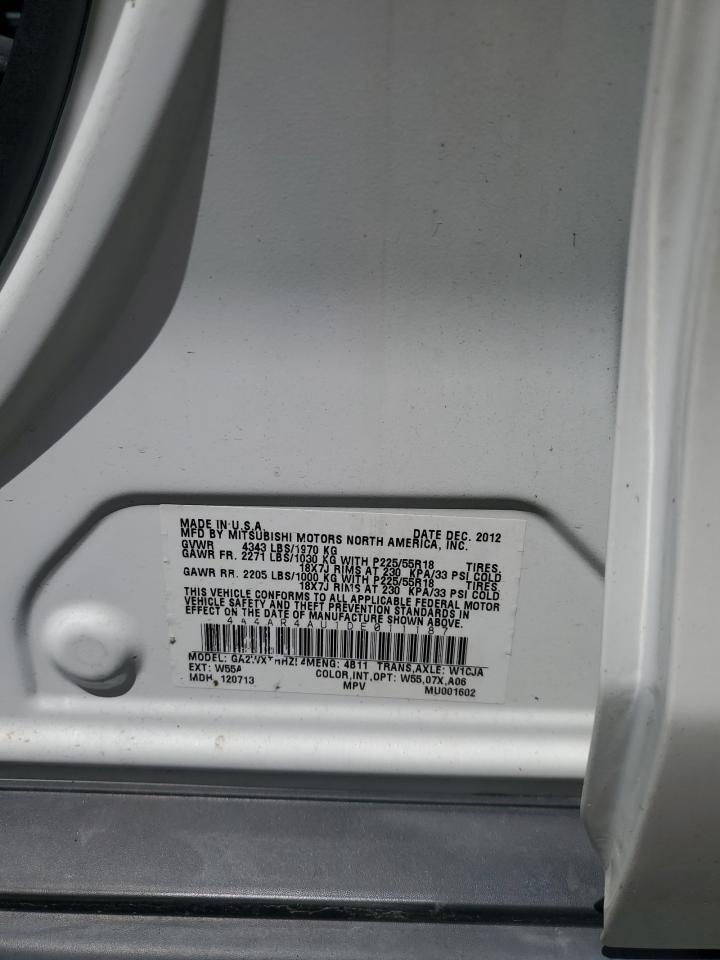 MADE IN U.S.A. DATE DEC. 2012
MFD BY MITSUBISHI MOTORS NORTH AMERICA, INC.
GVWR 4343 LBS/1970 KG
GAWR FR. 2271 LBS/1030 KG WITH P225/55R18 TIRES
18X7J RIMS AT 230 KPA/33 PSI COLD
GAWR RR. 2205 LBS/1000 KG WITH P225/55R18 TIRES
18X7J RIMS AT 230 KPA/33 PSI COLD
THIS VEHICLE CONFORMS TO ALL APPLICABLE FEDERAL MOTOR
VEHICLE SAFETY AND THEFT PREVENTION STANDARDS IN
EFFECT ON THE DATE OF MANUFACTURE SHOWN ABOVE.
MODEL: ENG: 4B11 TRANS,AXLE: W1CJA
EXT: W55A COLOR,INT,OPT: W55,07X,A06
MDH 120713 MPV MU001602